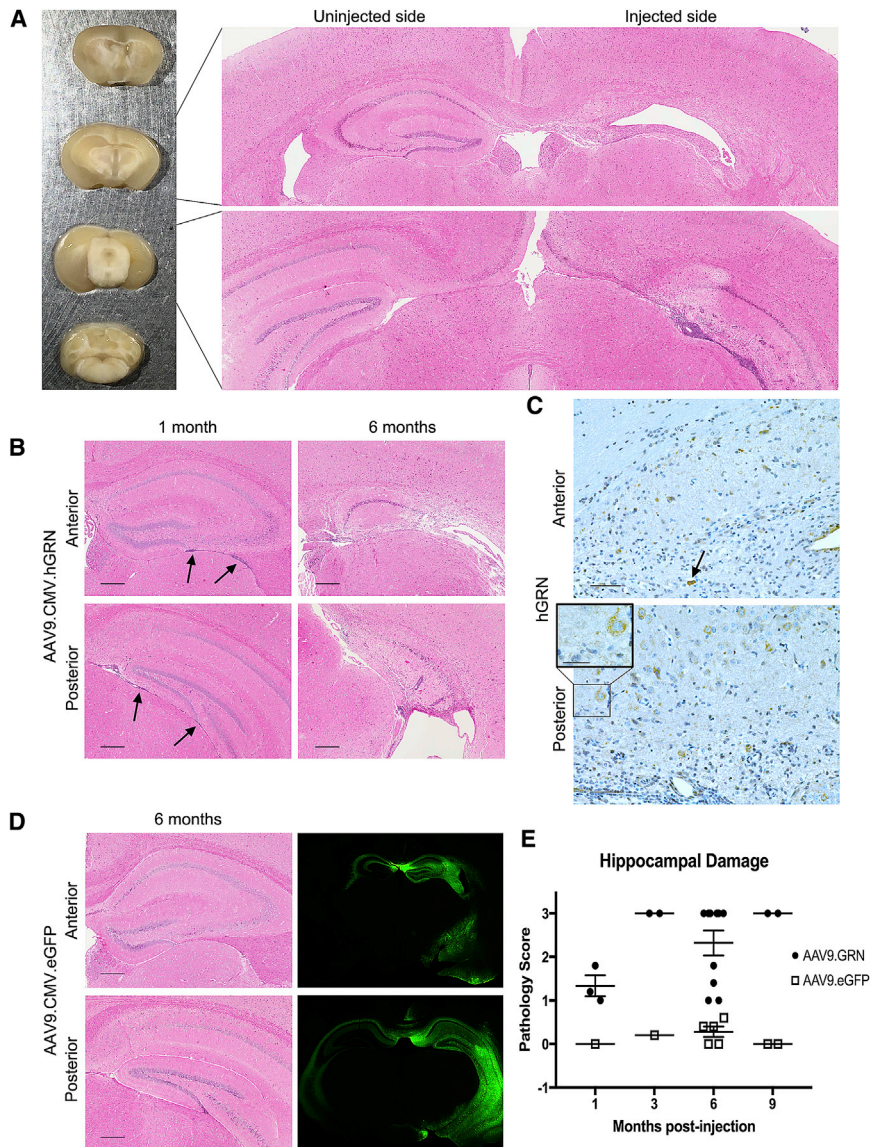 A
Uninjected side
Injected side
B
1 month
6 months
AAV9.CMV.hGRN
Anterior
Posterior
C
hGRN
Anterior
Posterior
D
6 months
AAV9.CMV.eGFP
Anterior
Posterior
E
Hippocampal Damage
Pathology Score
3
2
1
0
-1
1
3
6
9
Months post-injection
AAV9.GRN
AAV9.eGFP